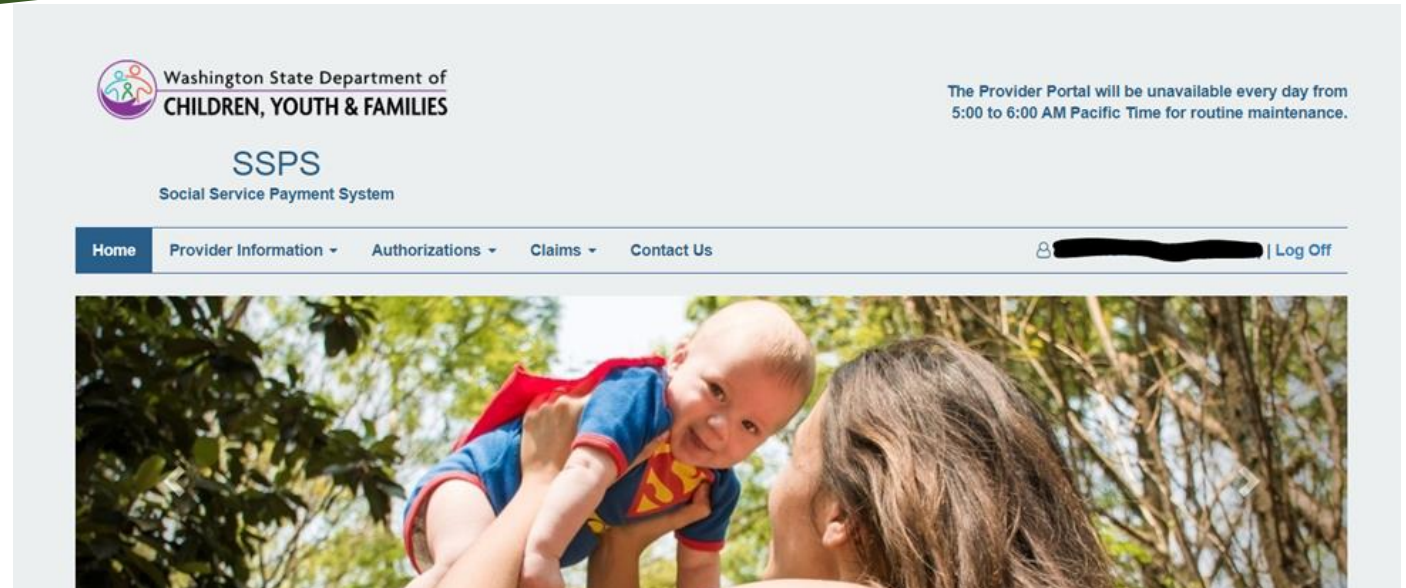 Washington State Department of
CHILDREN, YOUTH & FAMILIES
The Provider Portal will be unavailable every day from
5:00 to 6:00 AM Pacific Time for routine maintenance.
SSPS
Social Service Payment System
Home Provider Information Authorizations Claims Contact Us | Log Off